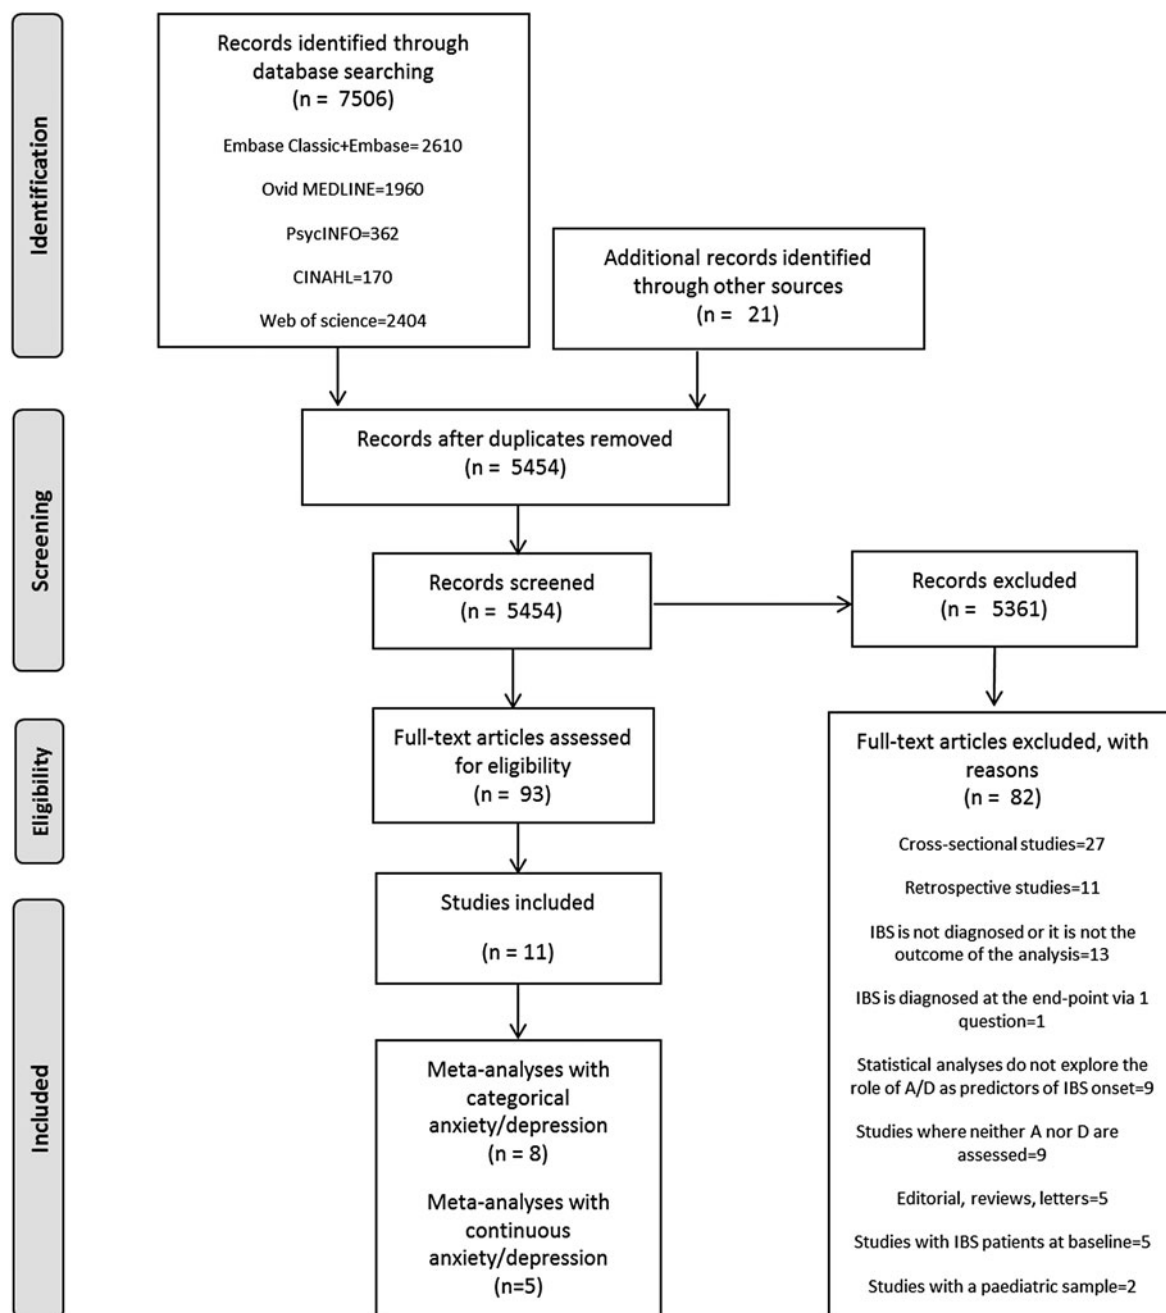 Identification
Records identified through
database searching
(n = 7506)
Embase Classic+Embase= 2610
Ovid MEDLINE=1960
PsycINFO=362
CINAHL=170
Web of science=2404
Additional records identified
through other sources
(n = 21)
Screening
Records after duplicates removed
(n = 5454)
Records screened
(n = 5454)
Records excluded
(n = 5361)
Eligibility
Full-text articles assessed
for eligibility
(n = 93)
Full-text articles excluded, with
reasons
(n = 82)
Cross-sectional studies=27
Retrospective studies=11
IBS is not diagnosed or it is not the
outcome of the analysis=13
IBS is diagnosed at the end-point via 1
question=1
Statistical analyses do not explore the
role of A/D as predictors of IBS onset=9
Studies where neither A nor D are
assessed=9
Editorial, reviews, letters=5
Studies with IBS patients at baseline=5
Studies with a paediatric sample=2
Included
Studies included
(n = 11)
Meta-analyses with
categorical
anxiety/depression
(n = 8)
Meta-analyses with
continuous
anxiety/depression
(n=5)